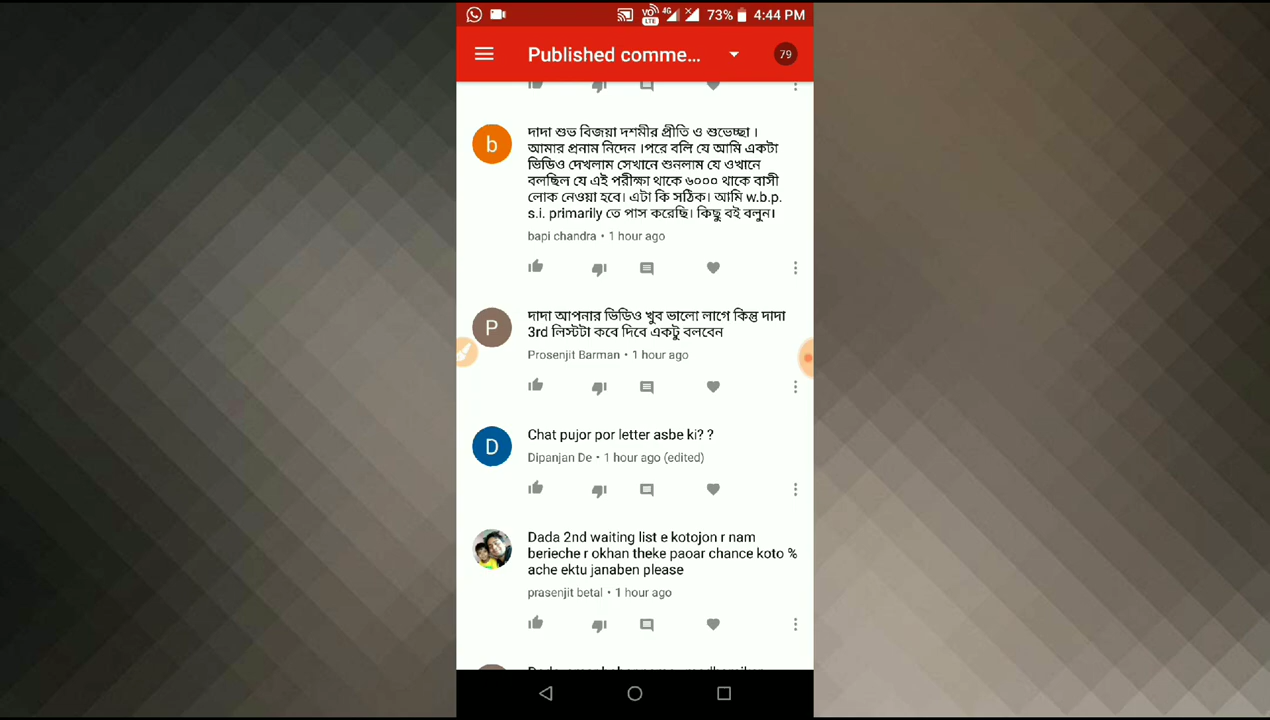 4G
VO
LTE
73%
4:44 PM
Published comme...
79
b
দাদা শুভ বিজয়া দশমীর প্রীতি ও শুভেচ্ছা ।
আমার প্রনাম নিদেন ।পরে বলি যে আমি একটা
ভিডিও দেখলাম সেখানে শুনলাম যে ওখানে
বলছিল যে এই পরীক্ষা থাকে ৬০০০ থাকে বাসী
লোক নেওয়া হবে। এটা কি সঠিক। আমি w.b.p.
s.i. primarily তে পাস করেছি। কিছু বই বলুন।
bapi chandra • 1 hour ago
P
দাদা আপনার ভিডিও খুব ভালো লাগে কিন্তু দাদা
3rd লিস্টটা কবে দিবে একটু বলবেন
Prosenjit Barman • 1 hour ago
D
Chat pujor por letter asbe ki? ?
Dipanjan De • 1 hour ago (edited)
Dada 2nd waiting list e kotojon r nam
berieche r okhan theke paoar chance koto %
ache ektu janaben please
prasenjit betal • 1 hour ago